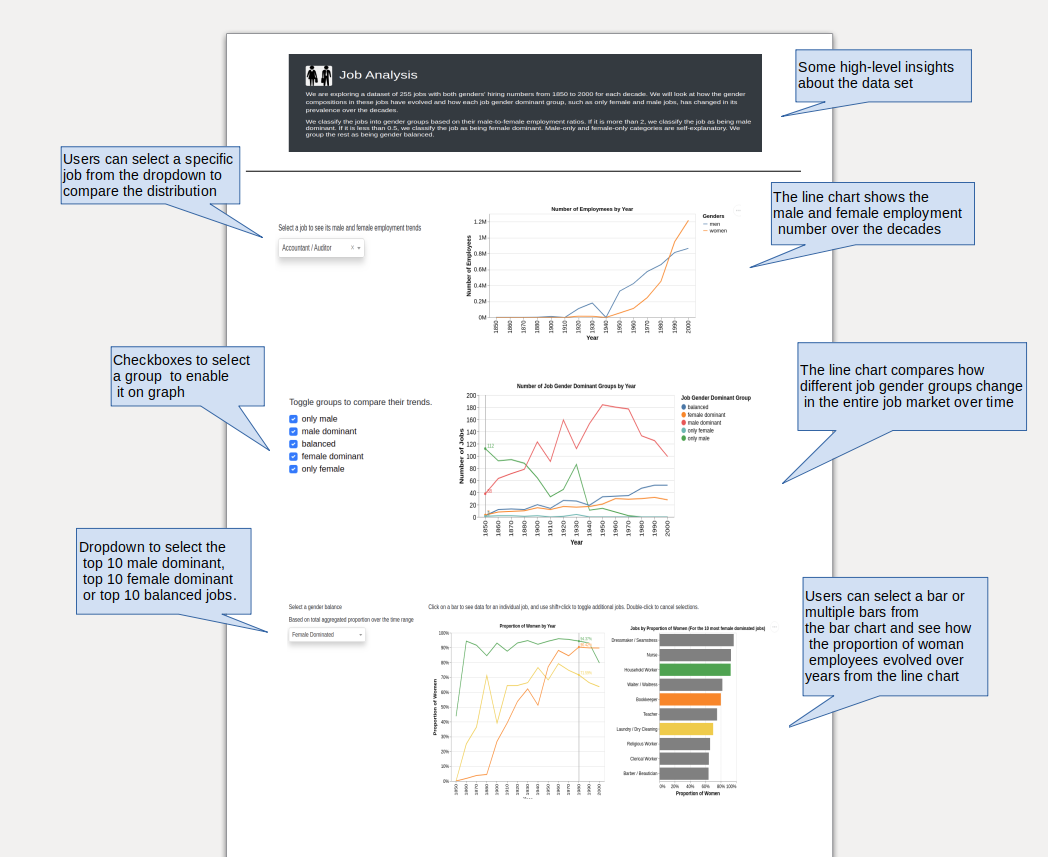 Job Analysis
We are exploring a dataset of 255 jobs with both genders' hiring numbers from 1850 to 2000 for each decade. We will look at how the gender
compositions in these jobs have evolved and how each job gender dominant group, such as only female and male jobs, has changed in its
prevalence over the decades.
We classify the jobs into gender groups based on their male-to-female employment ratios. If it is more than 2, we classify the job as being male
dominant. If it is less than 0.5, we classify the job as being female dominant. Male-only and female-only categories are self-explanatory. We
group the rest as being gender balanced.
Some high-level insights
about the data set
Users can select a specific
job from the dropdown to
compare the distribution
Select a job to see its male and female employment trends
Accountant / Auditor
×
Number of Employmees by Year
Number of Employees
1.2M
1M
0.8M
0.6M
0.4M
0.2M
0M
1850
1860
1870
1880
1890
1900
1910
1920
1930
1940
1950
1960
1970
1980
1990
2000
Year
Genders
men
women
The line chart shows the
male and female employment
number over the decades
Checkboxes to select
a group to enable
it on graph
Toggle groups to compare their trends.
only male
male dominant
balanced
female dominant
only female
Number of Job Gender Dominant Groups by Year
Number of Jobs
200
180
160
140
120
100
80
60
40
20
0
112
1850
1860
1870
1880
1900
1910
1920
1930
1940
1950
1960
1970
1980
1990
2000
Year
Job Gender Dominant Group
balanced
female dominant
male dominant
only female
only male
The line chart compares how
different job gender groups change
in the entire job market over time
Dropdown to select the
top 10 male dominant,
top 10 female dominant
or top 10 balanced jobs.
Select a gender balance
Based on total aggregated proportion over the time range
Female Dominated
Click on a bar to see data for an individual job, and use shift+click to toggle additional jobs. Double-click to cancel selections.
Proportion of Women by Year
Proportion of Women
100%
90%
80%
70%
60%
50%
40%
30%
20%
10%
0%
1850
1860
1870
1880
1900
1910
1920
1930
1940
1950
1960
1970
1980
1990
2000
Jobs by Proportion of Women (For the 10 most female dominated jobs)
Dressmaker / Seamstress
Nurse
Household Worker
Waiter / Waitress
Bookkeeper
Teacher
Laundry / Dry Cleaning
Religious Worker
Clerical Worker
Barber / Beautician
0%
20%
40%
60%
80%
100%
Proportion of Women
Users can select a bar or
multiple bars from
the bar chart and see how
the proportion of woman
employees evolved over
years from the line chart